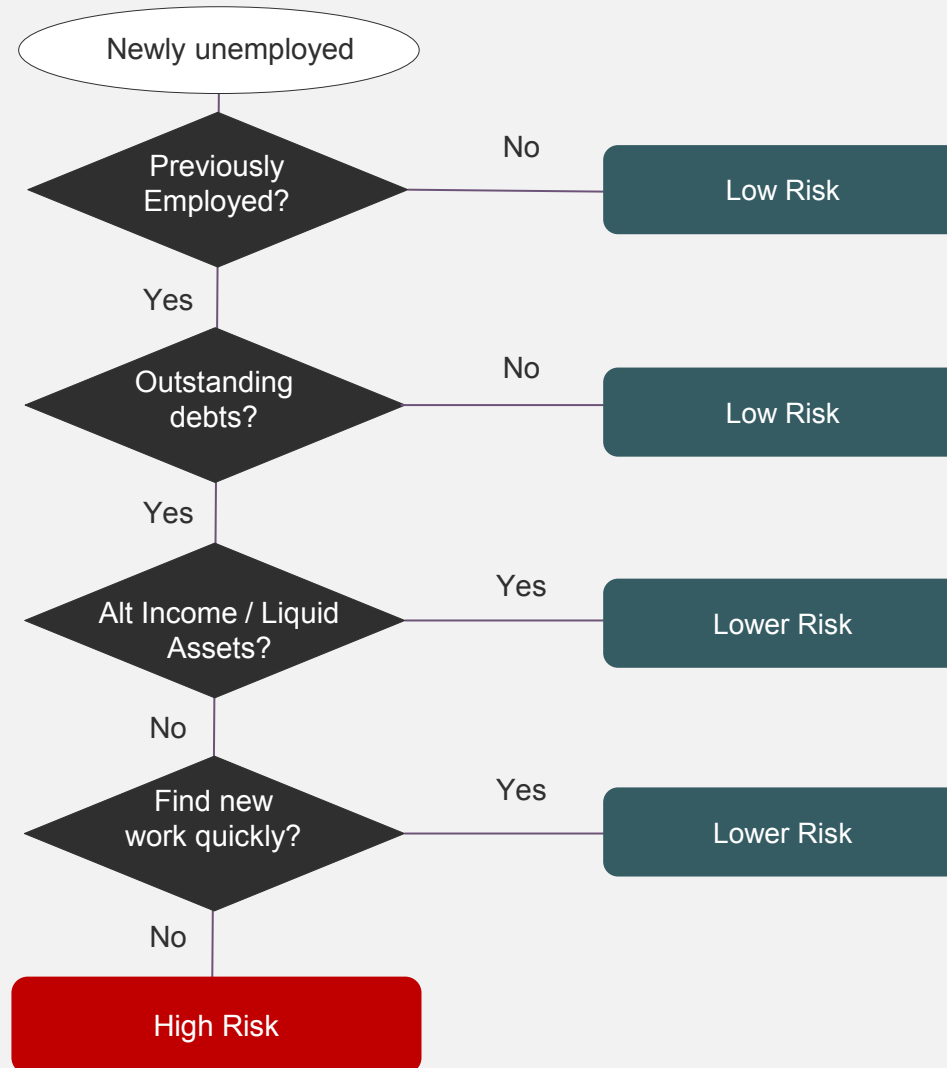 Newly unemployed
Previously
Employed?
No
Low Risk
Yes
Outstanding
debts?
No
Low Risk
Yes
Alt Income / Liquid
Assets?
Yes
Lower Risk
No
Find new
work quickly?
Yes
Lower Risk
No
High Risk